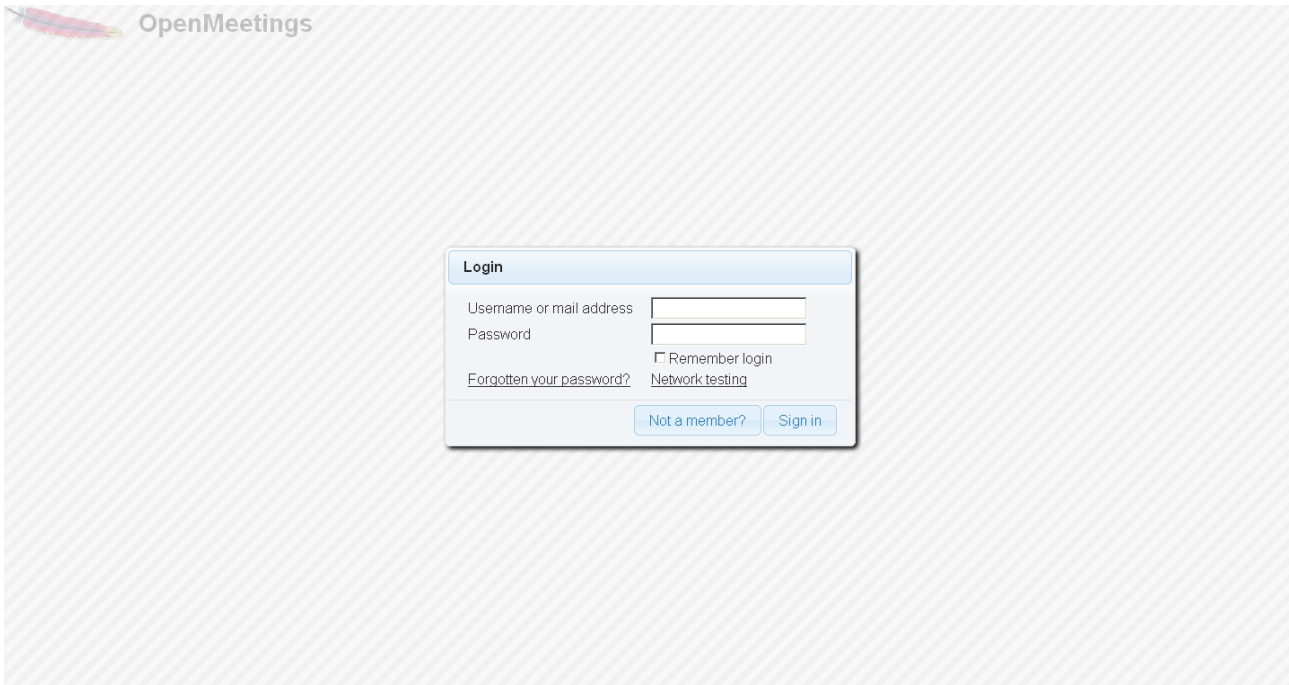 OpenMeetings
Login
Username or mail address
Password
Remember login
Forgotten your password? Network testing
Not a member? Sign in